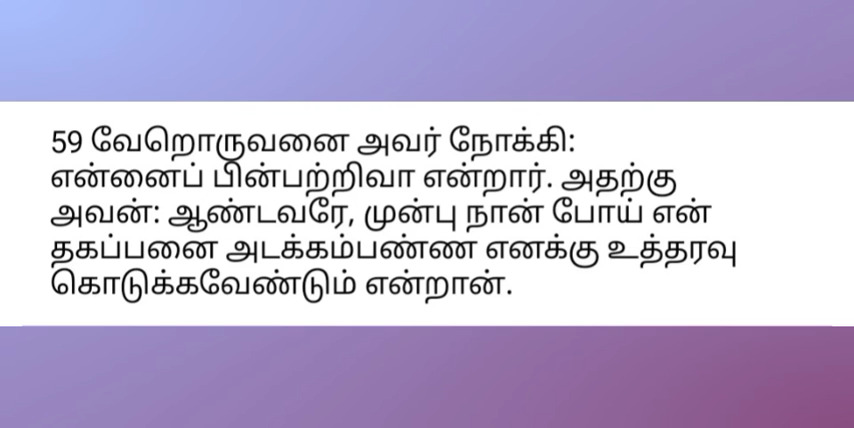 59 வேறொருவனை அவர் நோக்கி:
என்னைப் பின்பற்றிவா என்றார். அதற்கு
அவன்: ஆண்டவரே, முன்பு நான் போய் என்
தகப்பனை அடக்கம்பண்ண எனக்கு உத்தரவு
கொடுக்கவேண்டும் என்றான்.